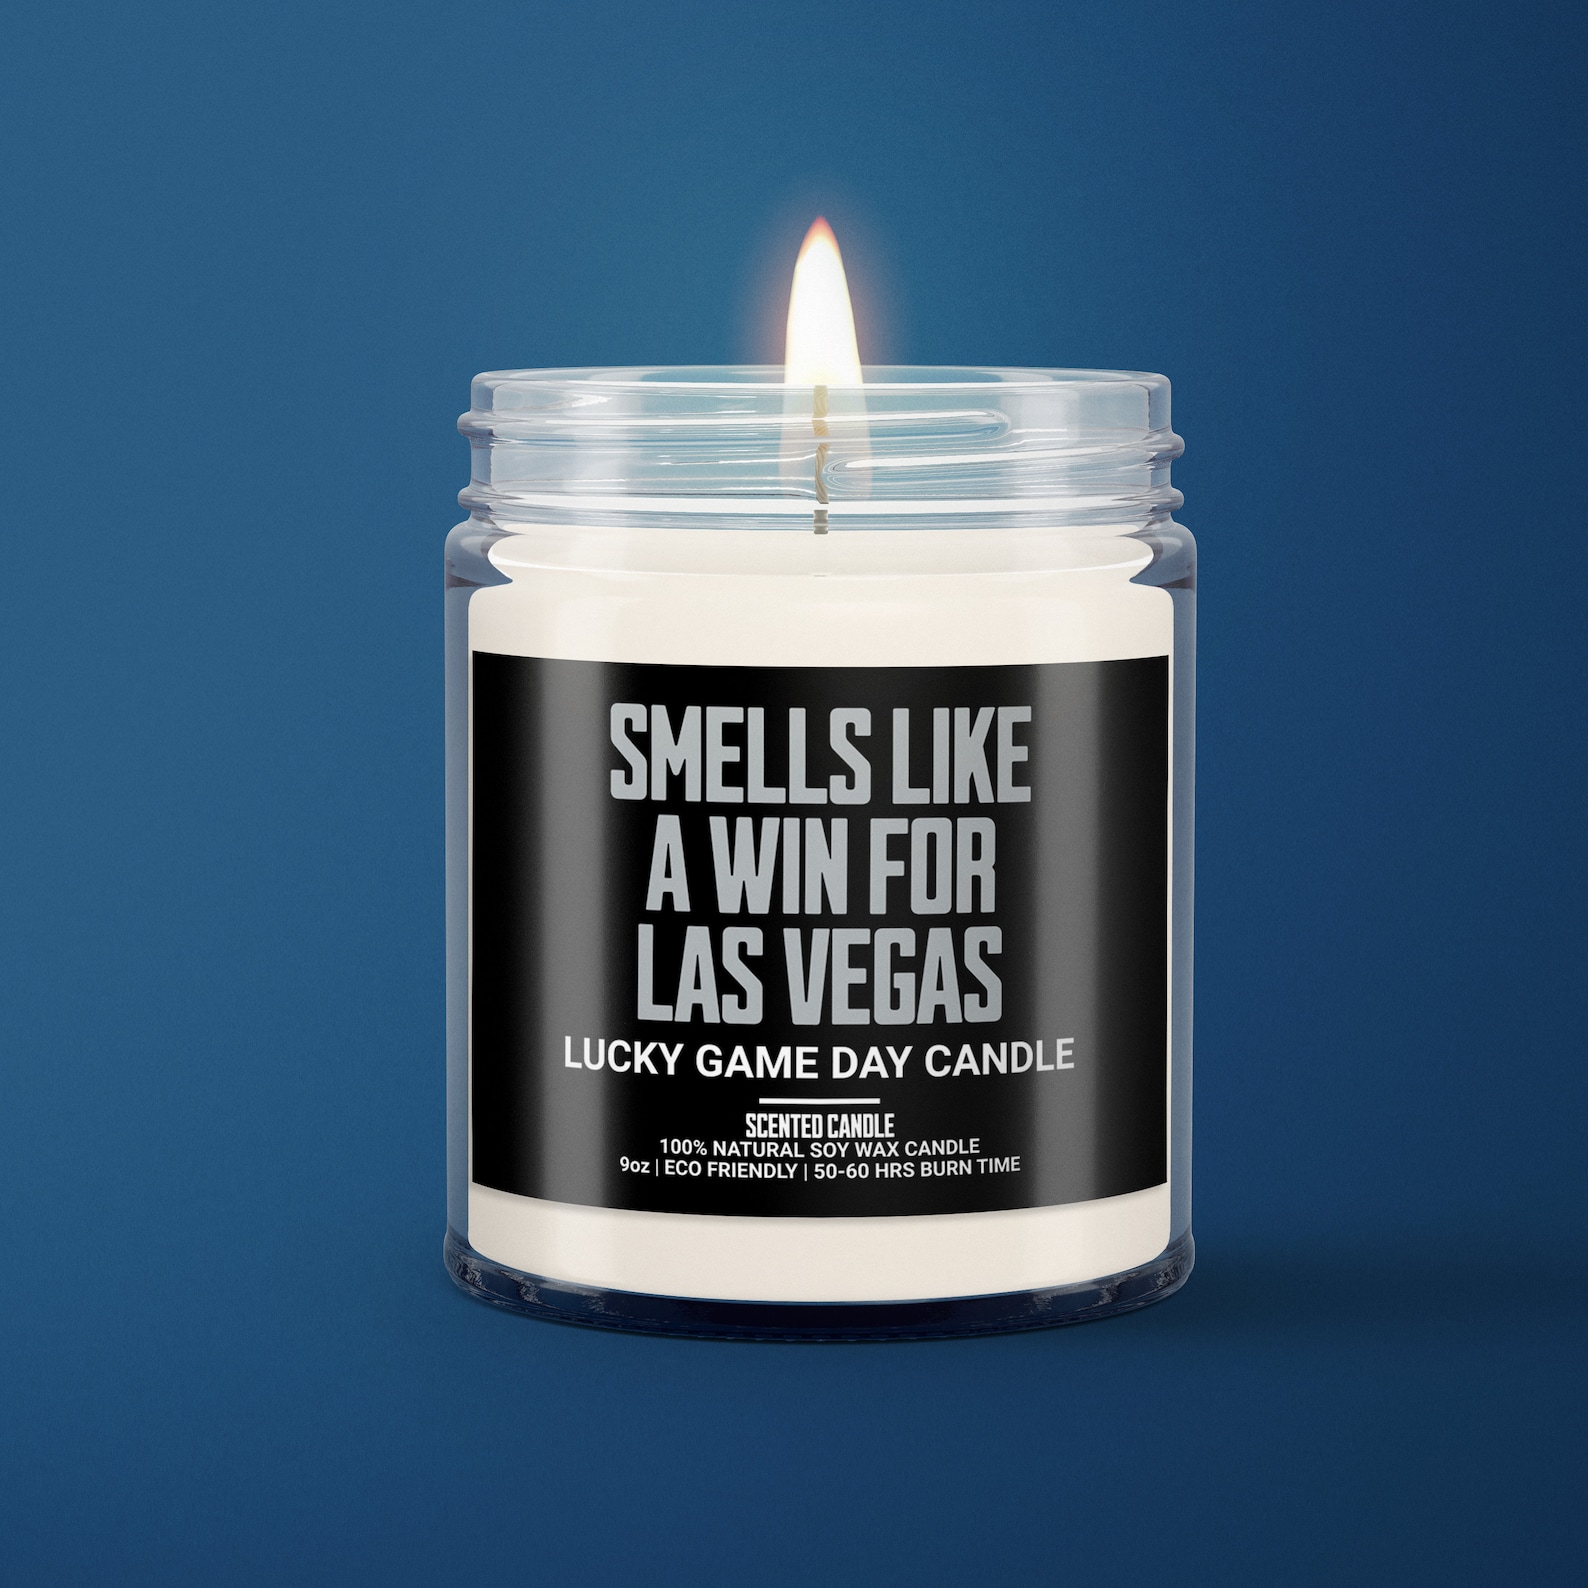 SMELLS LIKE
A WIN FOR
LAS VEGAS
LUCKY GAME DAY CANDLE
SCENTED CANDLE
100% NATURAL SOY WAX CANDLE
9oz | ECO FRIENDLY | 50-60 HRS BURN TIME